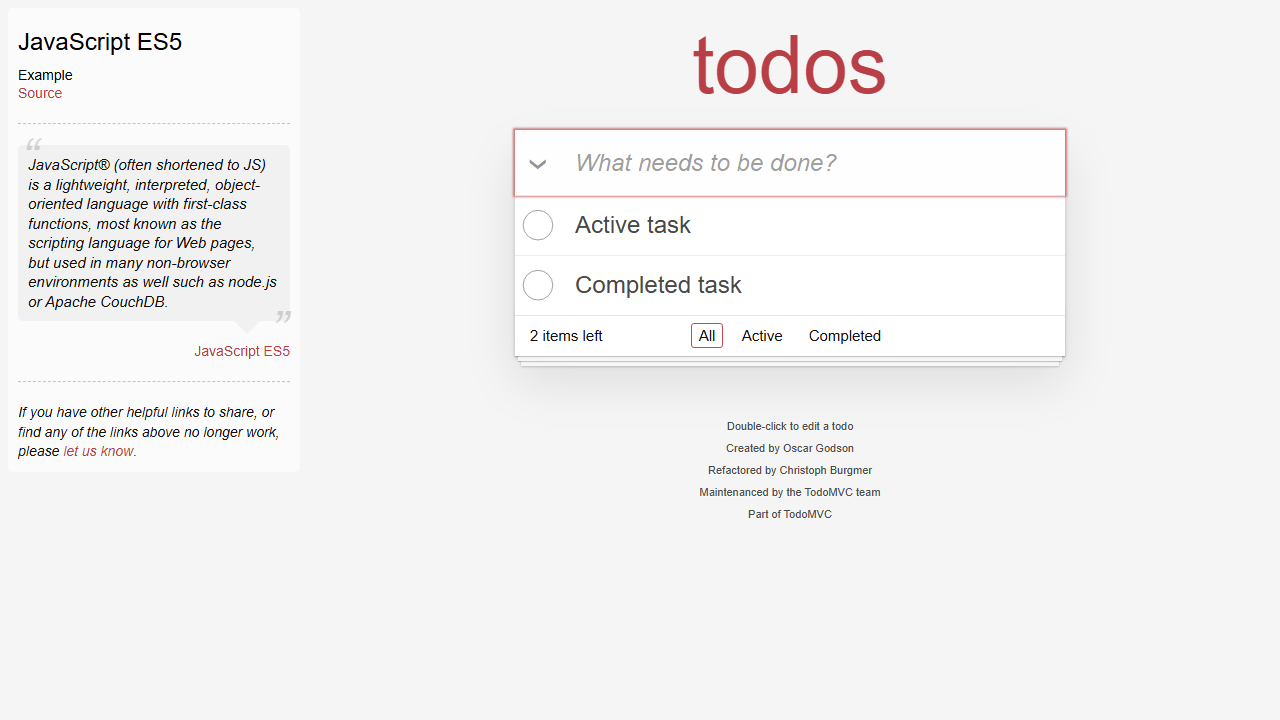 JavaScript ES5
Example
Source
“
JavaScript® (often shortened to JS)
is a lightweight, interpreted, object-
oriented language with first-class
functions, most known as the
scripting language for Web pages,
but used in many non-browser
environments as well such as node.js
or Apache CouchDB.
”
JavaScript ES5
If you have other helpful links to share, or
find any of the links above no longer work,
please let us know.
todos
What needs to be done?
Active task
Completed task
2 items left All Active Completed
Double-click to edit a todo
Created by Oscar Godson
Refactored by Christoph Burgmer
Maintenanced by the TodoMVC team
Part of TodoMVC